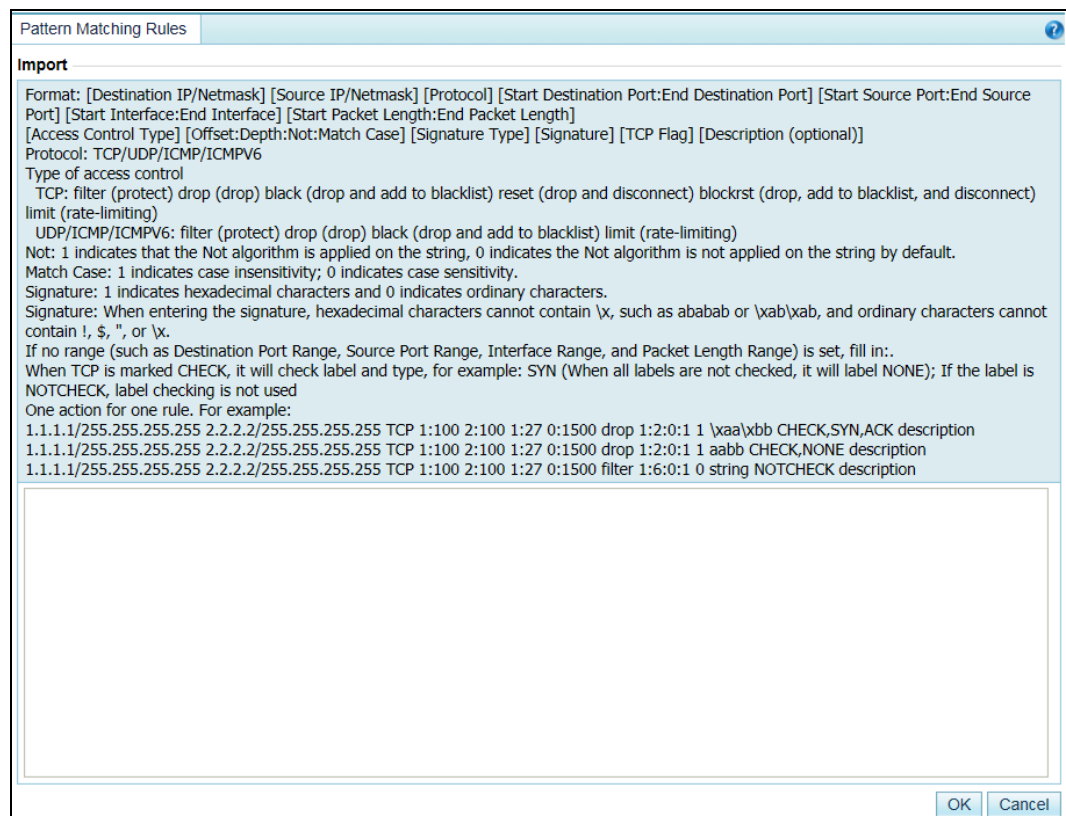 Pattern Matching Rules
Import
Format: [Destination IP/Netmask] [Source IP/Netmask] [Protocol] [Start Destination Port:End Destination Port] [Start Source Port:End Source
Port] [Start Interface:End Interface] [Start Packet Length:End Packet Length]
[Access Control Type] [Offset:Depth:Not:Match Case] [Signature Type] [Signature] [TCP Flag] [Description (optional)]
Protocol: TCP/UDP/ICMP/ICMPV6
Type of access control
TCP: filter (protect) drop (drop) black (drop and add to blacklist) reset (drop and disconnect) blockrst (drop, add to blacklist, and disconnect)
limit (rate-limiting)
UDP/ICMP/ICMPV6: filter (protect) drop (drop) black (drop and add to blacklist) limit (rate-limiting)
Not: 1 indicates that the Not algorithm is applied on the string, 0 indicates the Not algorithm is not applied on the string by default.
Match Case: 1 indicates case insensitivity; 0 indicates case sensitivity.
Signature: 1 indicates hexadecimal characters and 0 indicates ordinary characters.
Signature: When entering the signature, hexadecimal characters cannot contain \x, such as ababab or \xab\xab, and ordinary characters cannot
contain !, $, ", or \x.
If no range (such as Destination Port Range, Source Port Range, Interface Range, and Packet Length Range) is set, fill in:.
When TCP is marked CHECK, it will check label and type, for example: SYN (When all labels are not checked, it will label NONE); If the label is
NOTCHECK, label checking is not used
One action for one rule. For example:
1.1.1.1/255.255.255.255 2.2.2.2/255.255.255.255 TCP 1:100 2:100 1:27 0:1500 drop 1:2:0:1 1 \xaa\xbb CHECK,SYN,ACK description
1.1.1.1/255.255.255.255 2.2.2.2/255.255.255.255 TCP 1:100 2:100 1:27 0:1500 drop 1:2:0:1 1 aabb CHECK,NONE description
1.1.1.1/255.255.255.255 2.2.2.2/255.255.255.255 TCP 1:100 2:100 1:27 0:1500 filter 1:6:0:1 0 string NOTCHECK description
OK Cancel